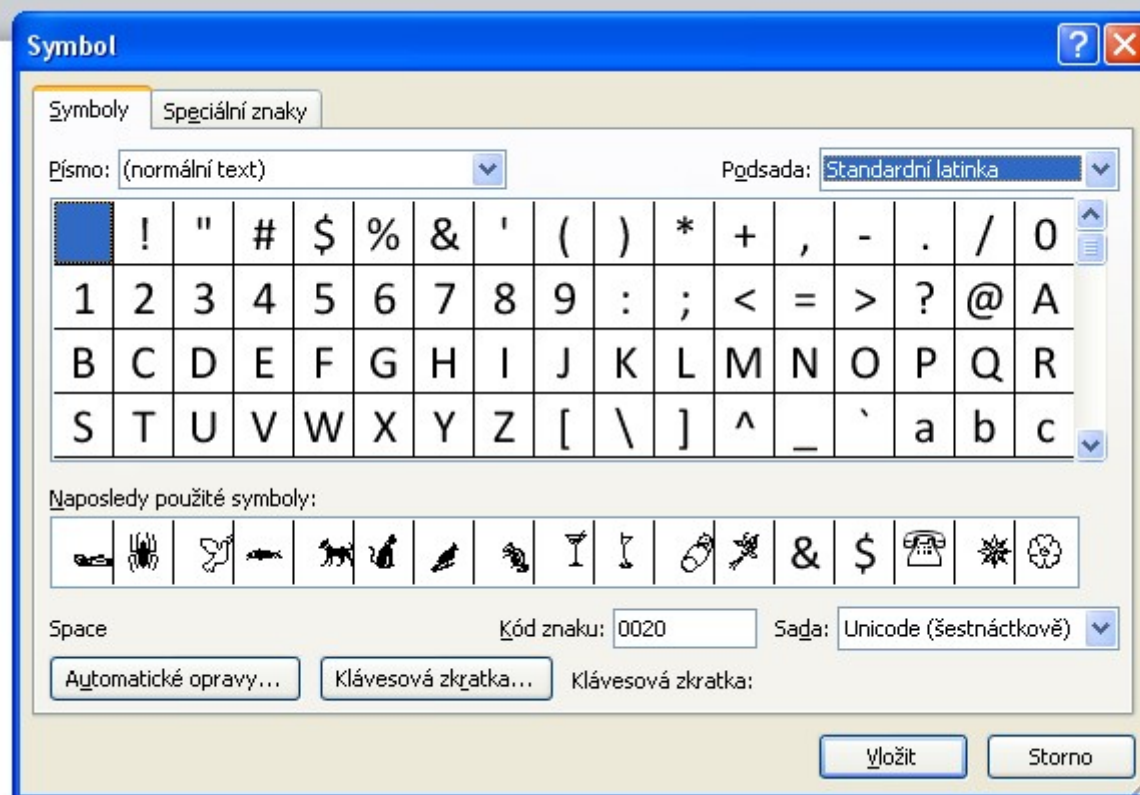 Symbol
Symboly Speciální znaky
Písmo: (normální text) Podsada: Standardní latinka
! " # $ % & ' ( ) * + , - . / 0
1 2 3 4 5 6 7 8 9 : ; < = > ? @ A
B C D E F G H I J K L M N O P Q R
S T U V W X Y Z [ \ ] ^ _ ` a b c
Naposledy použité symboly:
& $
Space Kód znaku: 0020 Sada: Unicode (šestnáctkově)
Automatické opravy... Klávesová zkratka... Klávesová zkratka:
Vložit Storno